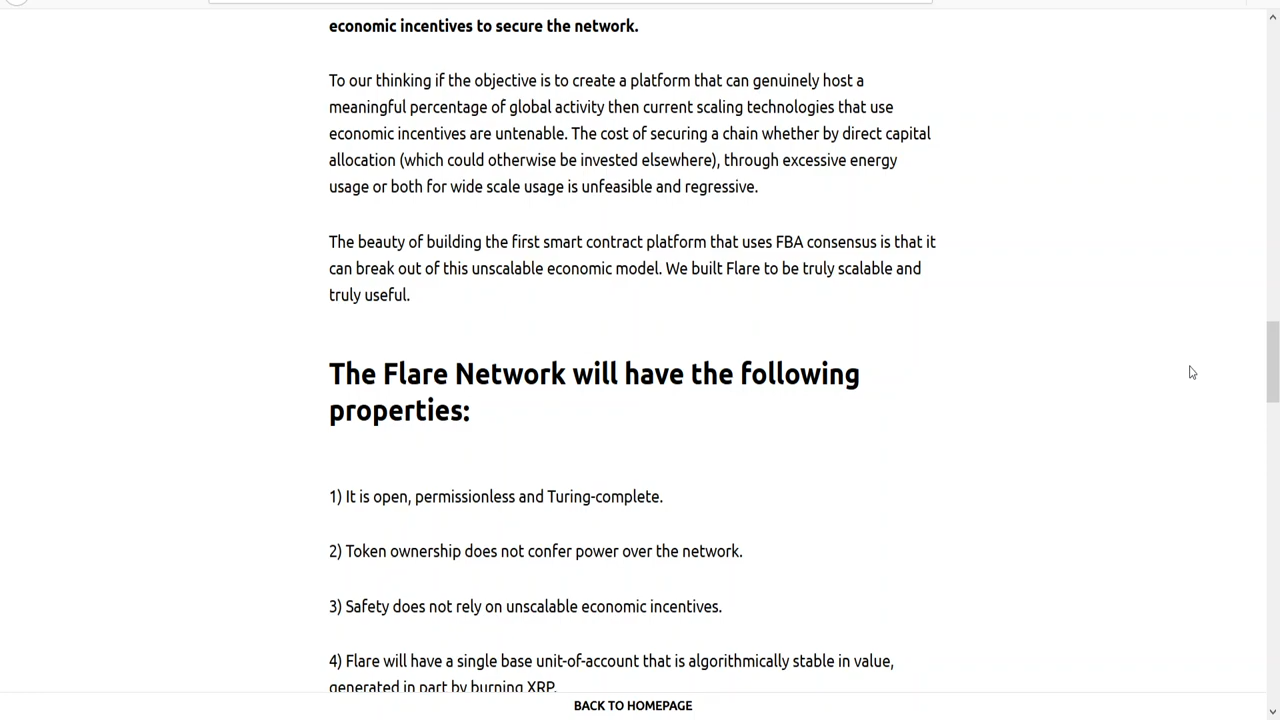 economic incentives to secure the network.
To our thinking if the objective is to create a platform that can genuinely host a
meaningful percentage of global activity then current scaling technologies that use
economic incentives are untenable. The cost of securing a chain whether by direct capital
allocation (which could otherwise be invested elsewhere), through excessive energy
usage or both for wide scale usage is unfeasible and regressive.
The beauty of building the first smart contract platform that uses FBA consensus is that it
can break out of this unscalable economic model. We built Flare to be truly scalable and
truly useful.
The Flare Network will have the following
properties:
1) It is open, permissionless and Turing-complete.
2) Token ownership does not confer power over the network.
3) Safety does not rely on unscalable economic incentives.
4) Flare will have a single base unit-of-account that is algorithmically stable in value,
generated in part by burning XRP.
BACK TO HOMEPAGE